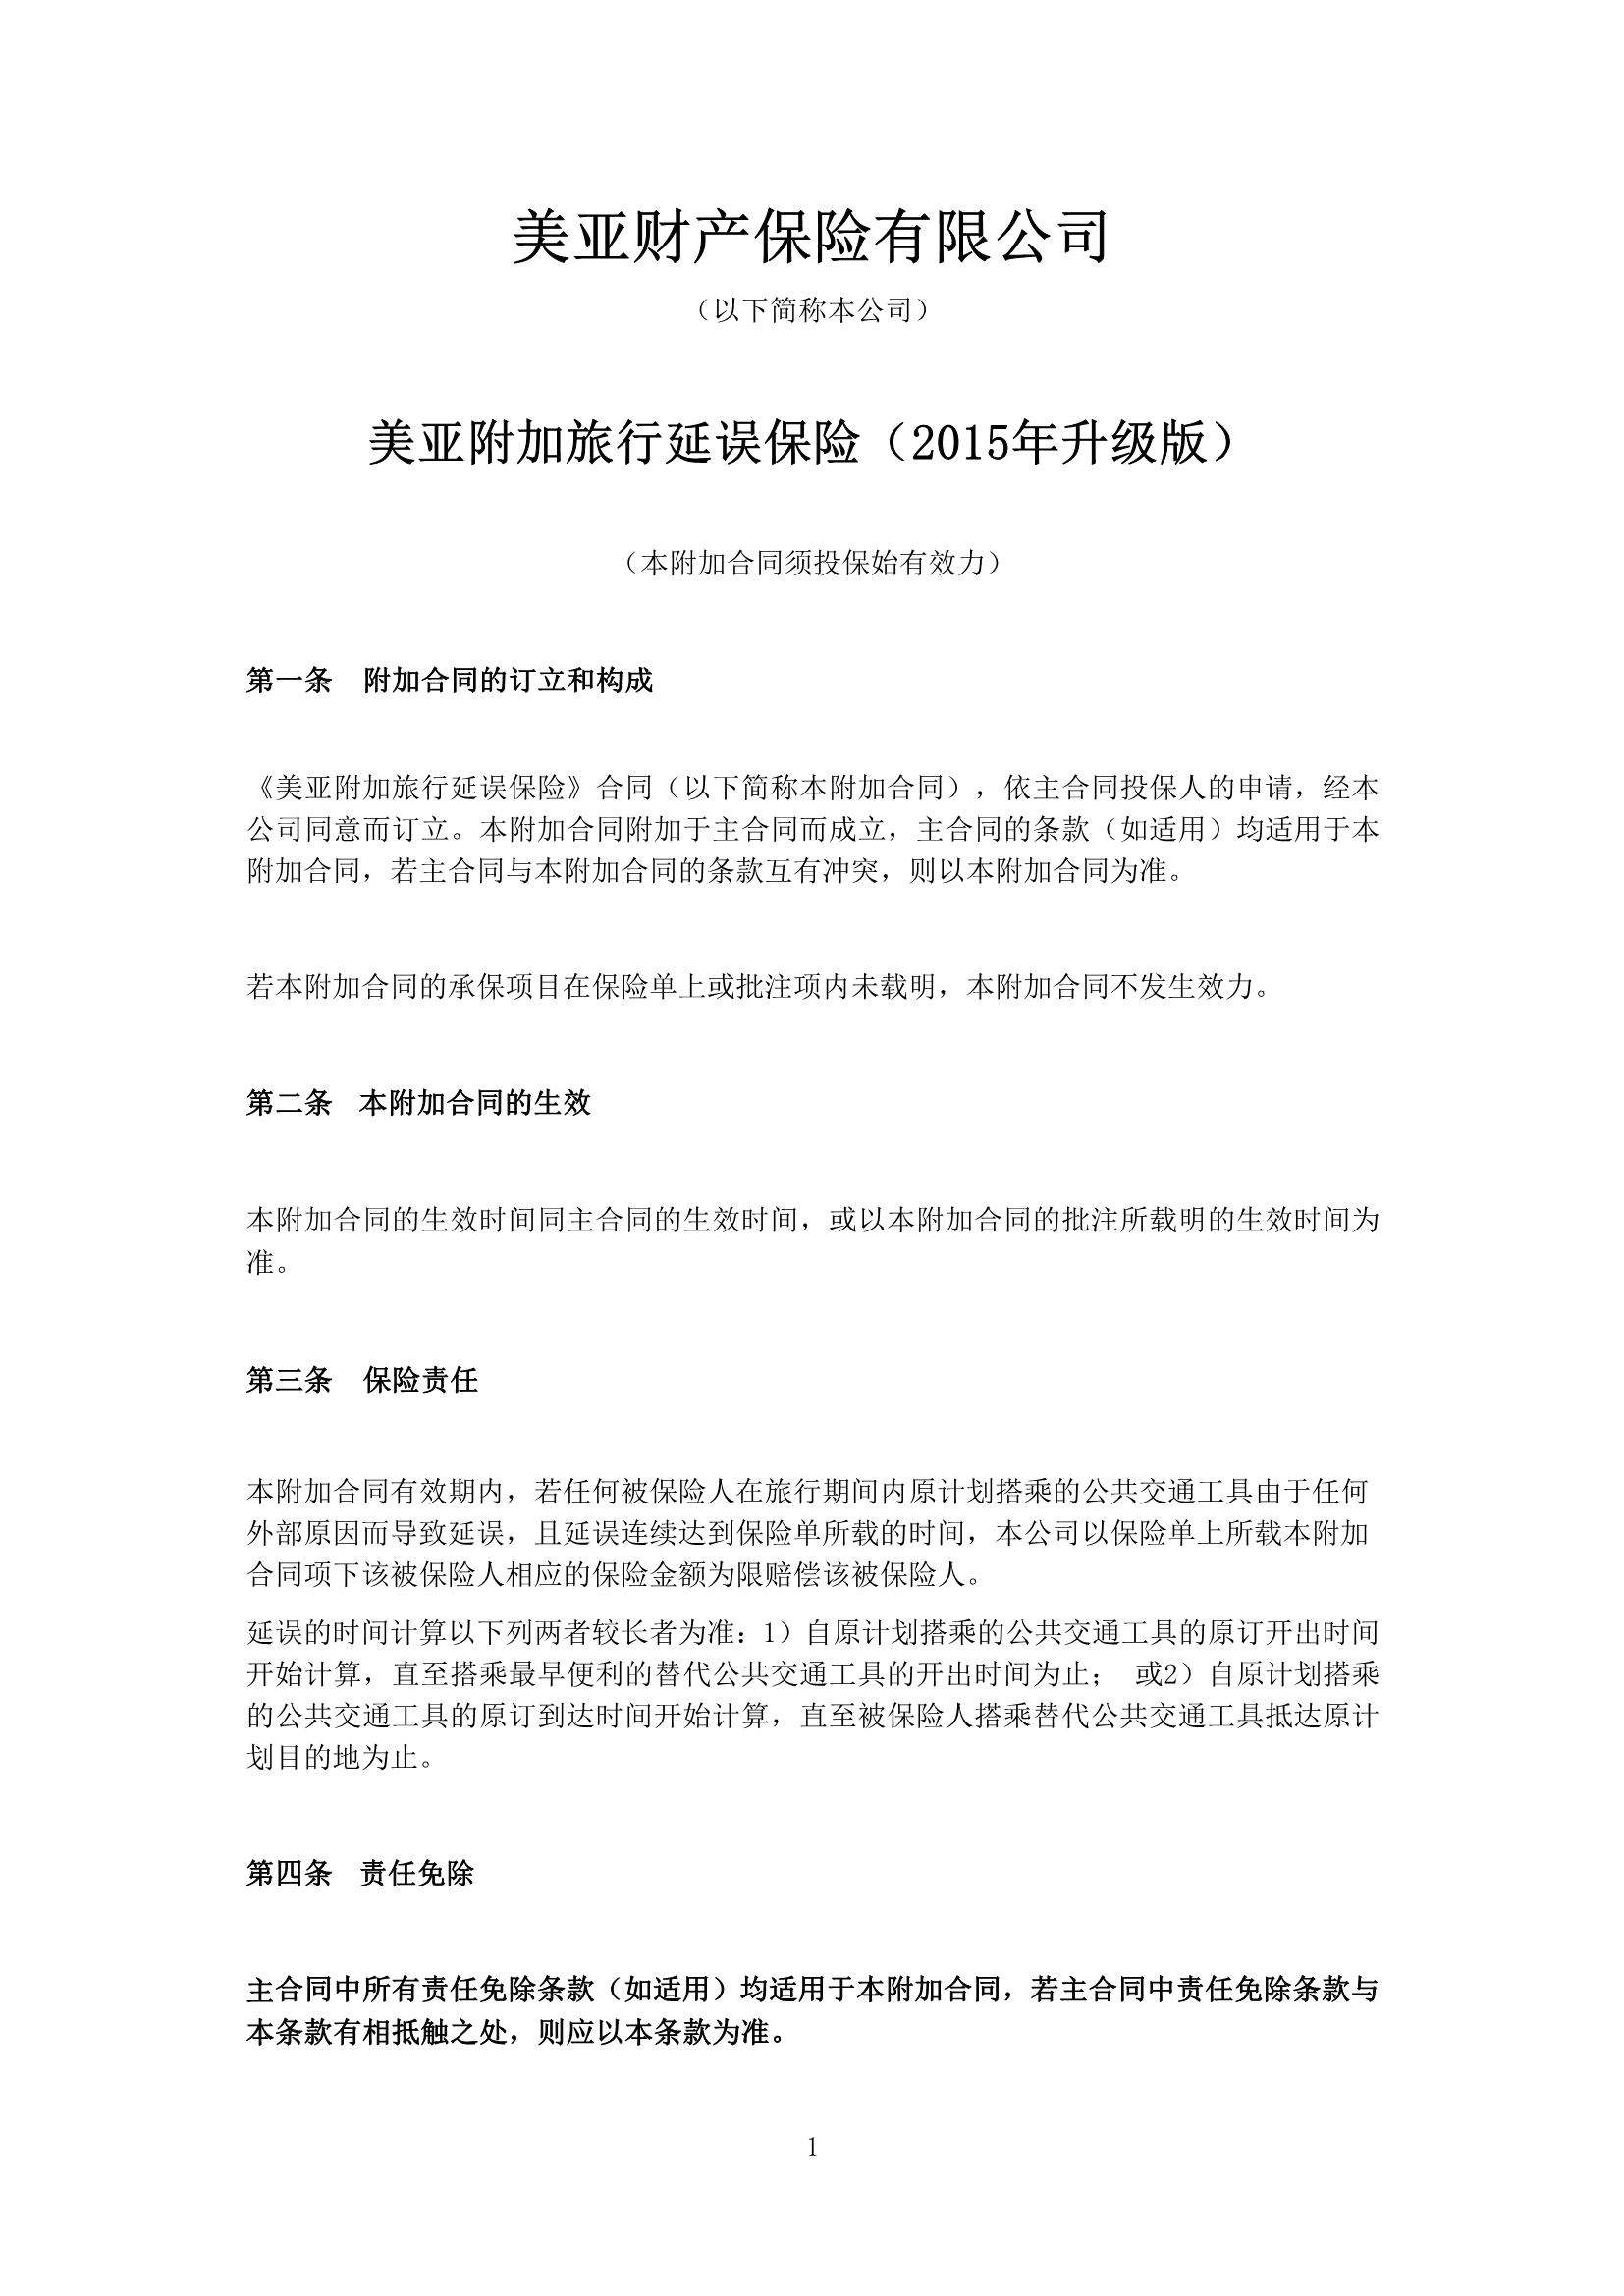 美亚财产保险有限公司
（以下简称本公司）
美亚附加旅行延误保险（2015年升级版）
（本附加合同须投保始有效力）
第一条　附加合同的订立和构成
《美亚附加旅行延误保险》合同（以下简称本附加合同），依主合同投保人的申请，经本
公司同意而订立。本附加合同附加于主合同而成立，主合同的条款（如适用）均适用于本
附加合同，若主合同与本附加合同的条款互有冲突，则以本附加合同为准。
若本附加合同的承保项目在保险单上或批注项内未载明，本附加合同不发生效力。
第二条　本附加合同的生效
本附加合同的生效时间同主合同的生效时间，或以本附加合同的批注所载明的生效时间为
准。
第三条　保险责任
本附加合同有效期内，若任何被保险人在旅行期间内原计划搭乘的公共交通工具由于任何
外部原因而导致延误，且延误连续达到保险单所载的时间，本公司以保险单上所载本附加
合同项下该被保险人相应的保险金额为限赔偿该被保险人。
延误的时间计算以下列两者较长者为准：1）自原计划搭乘的公共交通工具的原订开出时间
开始计算，直至搭乘最早便利的替代公共交通工具的开出时间为止； 或2）自原计划搭乘
的公共交通工具的原订到达时间开始计算，直至被保险人搭乘替代公共交通工具抵达原计
划目的地为止。
第四条　责任免除
主合同中所有责任免除条款（如适用）均适用于本附加合同，若主合同中责任免除条款与
本条款有相抵触之处，则应以本条款为准。
1